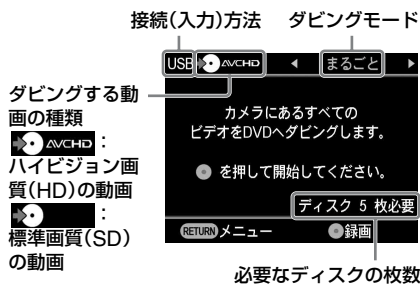 接続(入力)方法
ダビングモード
USB AVCHD まるごと
ダビングする動
画の種類
AVCHD :
ハイビジョン画
質(HD)の動画
:
標準画質(SD)
の動画
カメラにあるすべての
ビデオをDVDへダビングします。
を押して開始してください。
ディスク 5 枚必要
RETURN メニュー 録画
必要なディスクの枚数